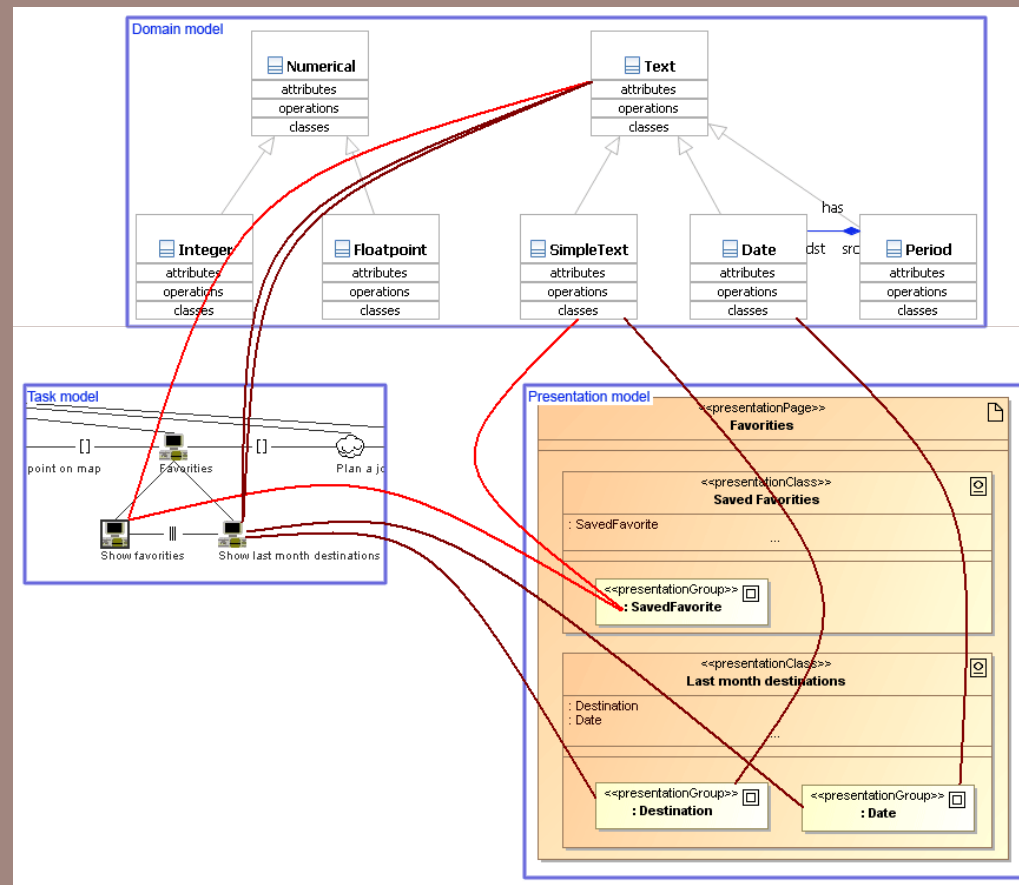 Domain model
Numerical
attributes
operations
classes
Text
attributes
operations
classes
has
dst src
Integer
attributes
operations
classes
Floatpoint
attributes
operations
classes
SimpleText
attributes
operations
classes
Date
attributes
operations
classes
Period
attributes
operations
classes
Task model
[]
[]
point on map
Favorities
Plan a jo
|||
Show favorities
Show last month destinations
Presentation model
<<presentationPage>>
Favorities
<<presentationClass>>
Saved Favorities
: SavedFavorite
...
<<presentationGroup>>
: SavedFavorite
<<presentationClass>>
Last month destinations
: Destination
: Date
...
<<presentationGroup>>
: Destination
<<presentationGroup>>
: Date